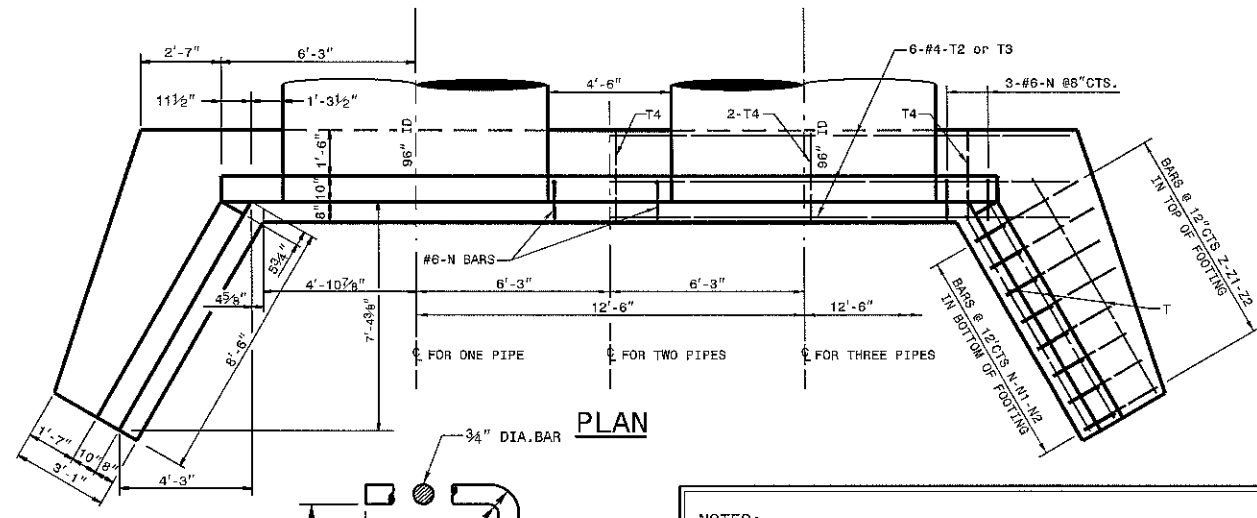 2'-7"
6'-3"
6-#4-T2 or T3
11½"
1'-3½"
4'-6"
3-#6-N @8"CTS.
T4
2-T4
T4
96" ID
96" ID
1'-6"
10"
8"
BARS @ 12"CTS Z-Z1-Z2
IN TOP OF FOOTING
#6-N BARS
5¾"
4'-10⅞"
6'-3"
6'-3"
4⅝"
7'-4⅜"
12'-6"
12'-6"
T
8'-6"
BARS @ 12'CTS N-N1-N2
IN BOTTOM OF FOOTING
℄ FOR ONE PIPE
℄ FOR TWO PIPES
℄ FOR THREE PIPES
PLAN
1'-7"
10"
8"
3'-1"
4'-3"
¾" DIA.BAR
NOTES: